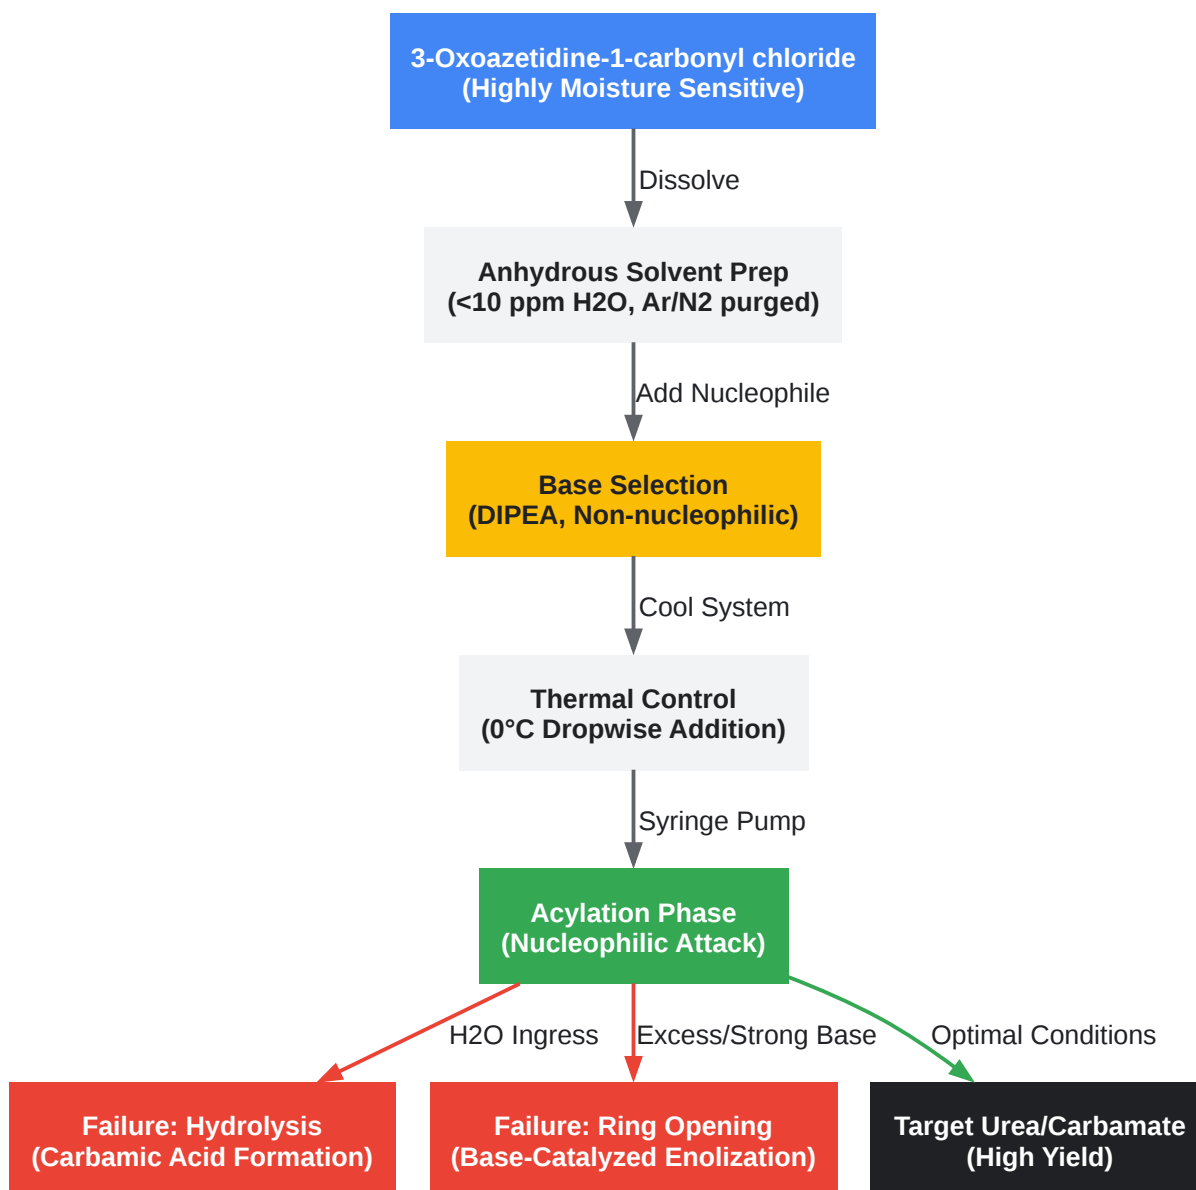 3-Oxoazetidine-1-carbonyl chloride
(Highly Moisture Sensitive)
Dissolve
Anhydrous Solvent Prep
(<10 ppm H2O, Ar/N2 purged)
Add Nucleophile
Base Selection
(DIPEA, Non-nucleophilic)
Cool System
Thermal Control
(0°C Dropwise Addition)
Syringe Pump
Acylation Phase
(Nucleophilic Attack)
H2O Ingress
Excess/Strong Base
Optimal Conditions
Failure: Hydrolysis
(Carbamic Acid Formation)
Failure: Ring Opening
(Base-Catalyzed Enolization)
Target Urea/Carbamate
(High Yield)